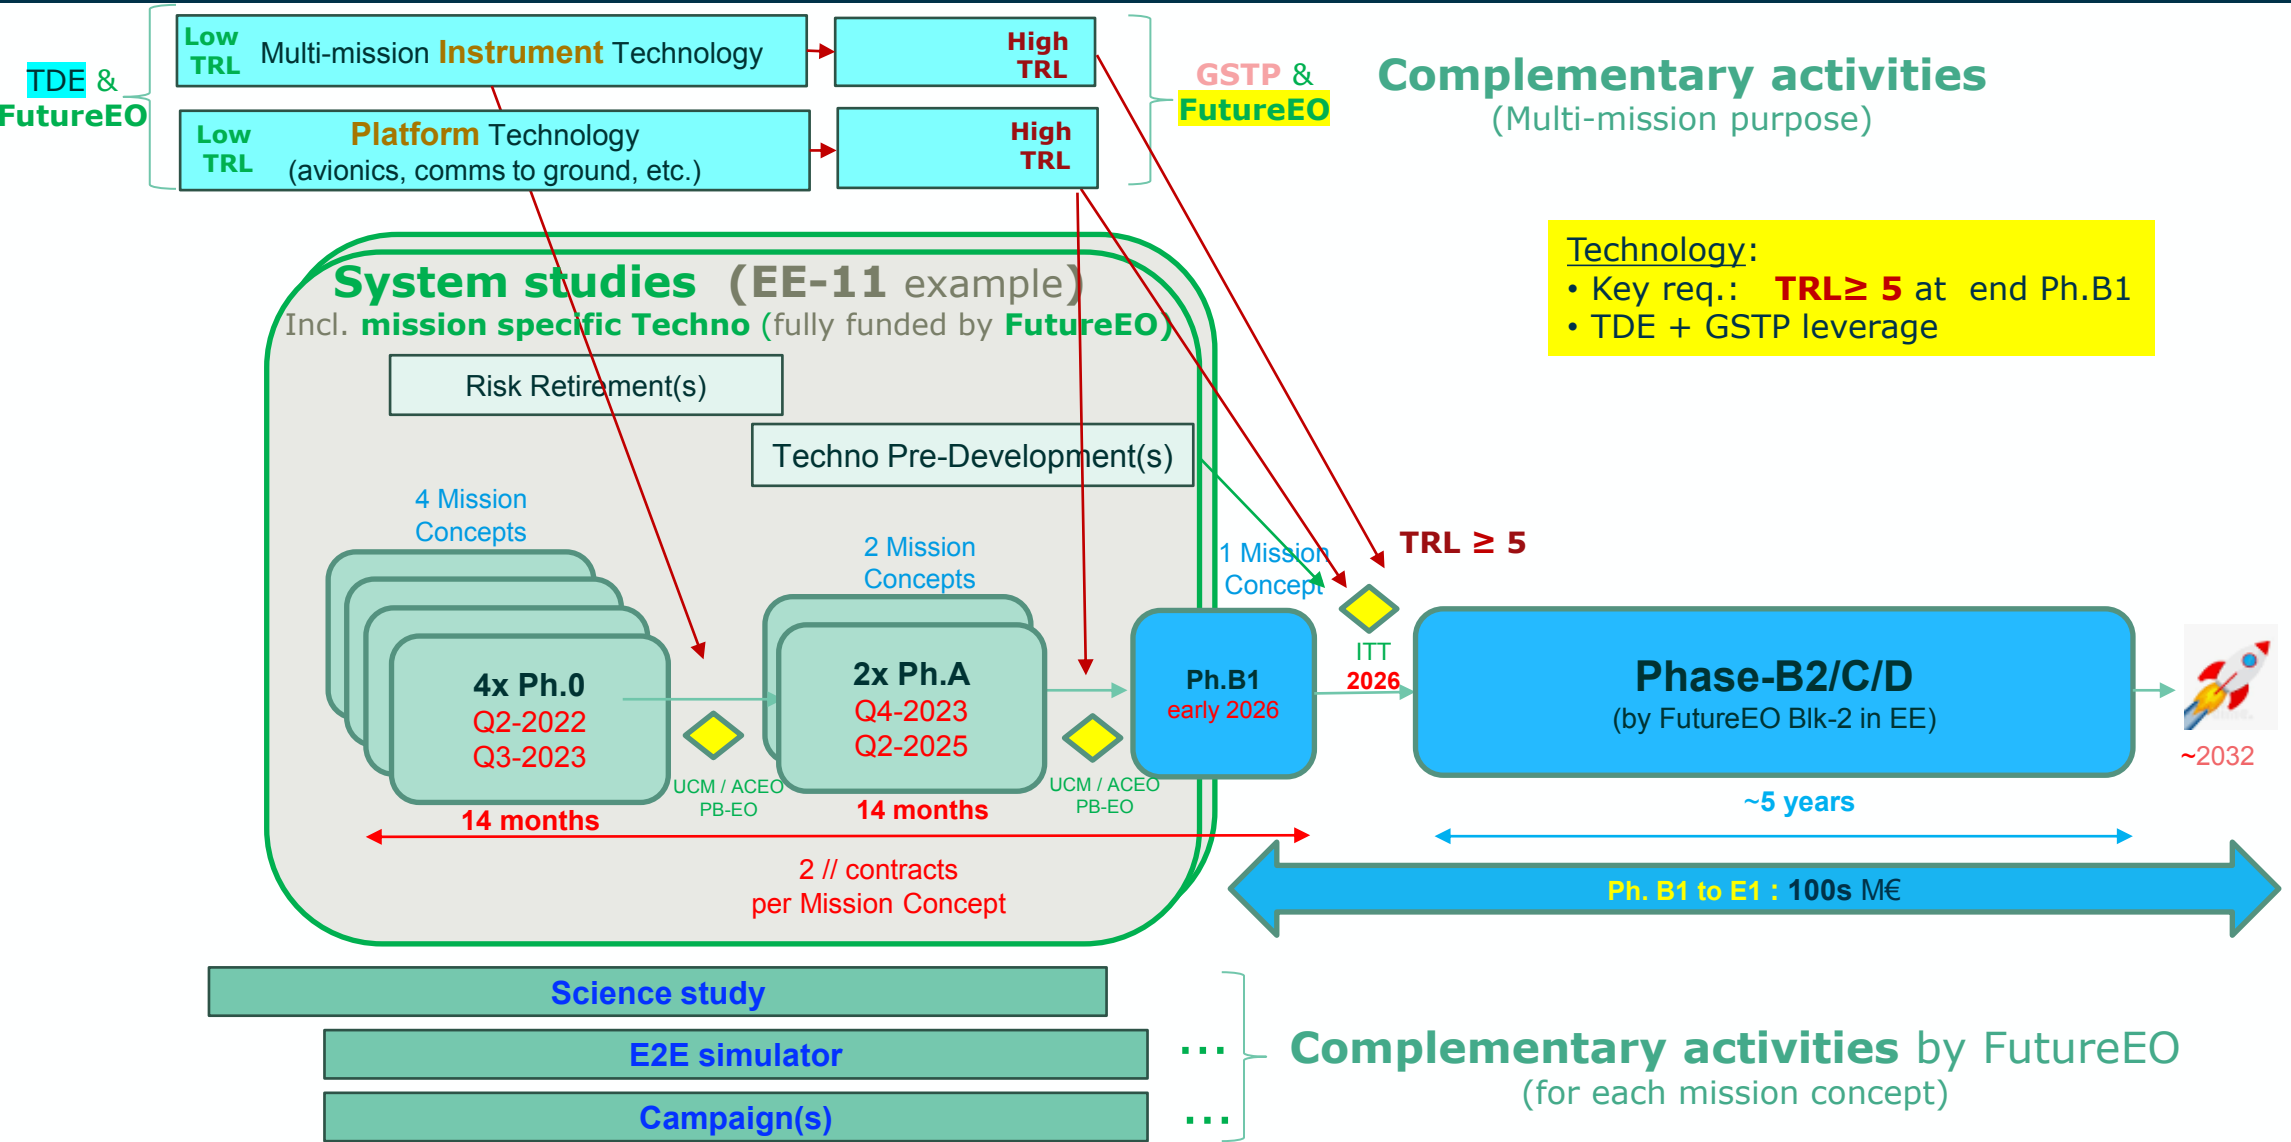 TDE &
FutureEO
Low
TRL
Multi-mission Instrument Technology
High
TRL
Low
TRL
Platform Technology
(avionics, comms to ground, etc.)
High
TRL
GSTP &
FutureEO
Complementary activities
(Multi-mission purpose)
Technology:
• Key req.: TRL≥ 5 at end Ph.B1
• TDE + GSTP leverage
System studies (EE-11 example)
Incl. mission specific Techno (fully funded by FutureEO)
Risk Retirement(s)
Techno Pre-Development(s)
4 Mission
Concepts
2 Mission
Concepts
1 Mission
Concept
TRL ≥ 5
4x Ph.0
Q2-2022
Q3-2023
14 months
UCM / ACEO
PB-EO
2x Ph.A
Q4-2023
Q2-2025
14 months
UCM / ACEO
PB-EO
Ph.B1
early 2026
ITT
2026
Phase-B2/C/D
(by FutureEO Blk-2 in EE)
~2032
~5 years
2 // contracts
per Mission Concept
Ph. B1 to E1 : 100s M€
Science study
E2E simulator
...
Campaign(s)
...
Complementary activities by FutureEO
(for each mission concept)